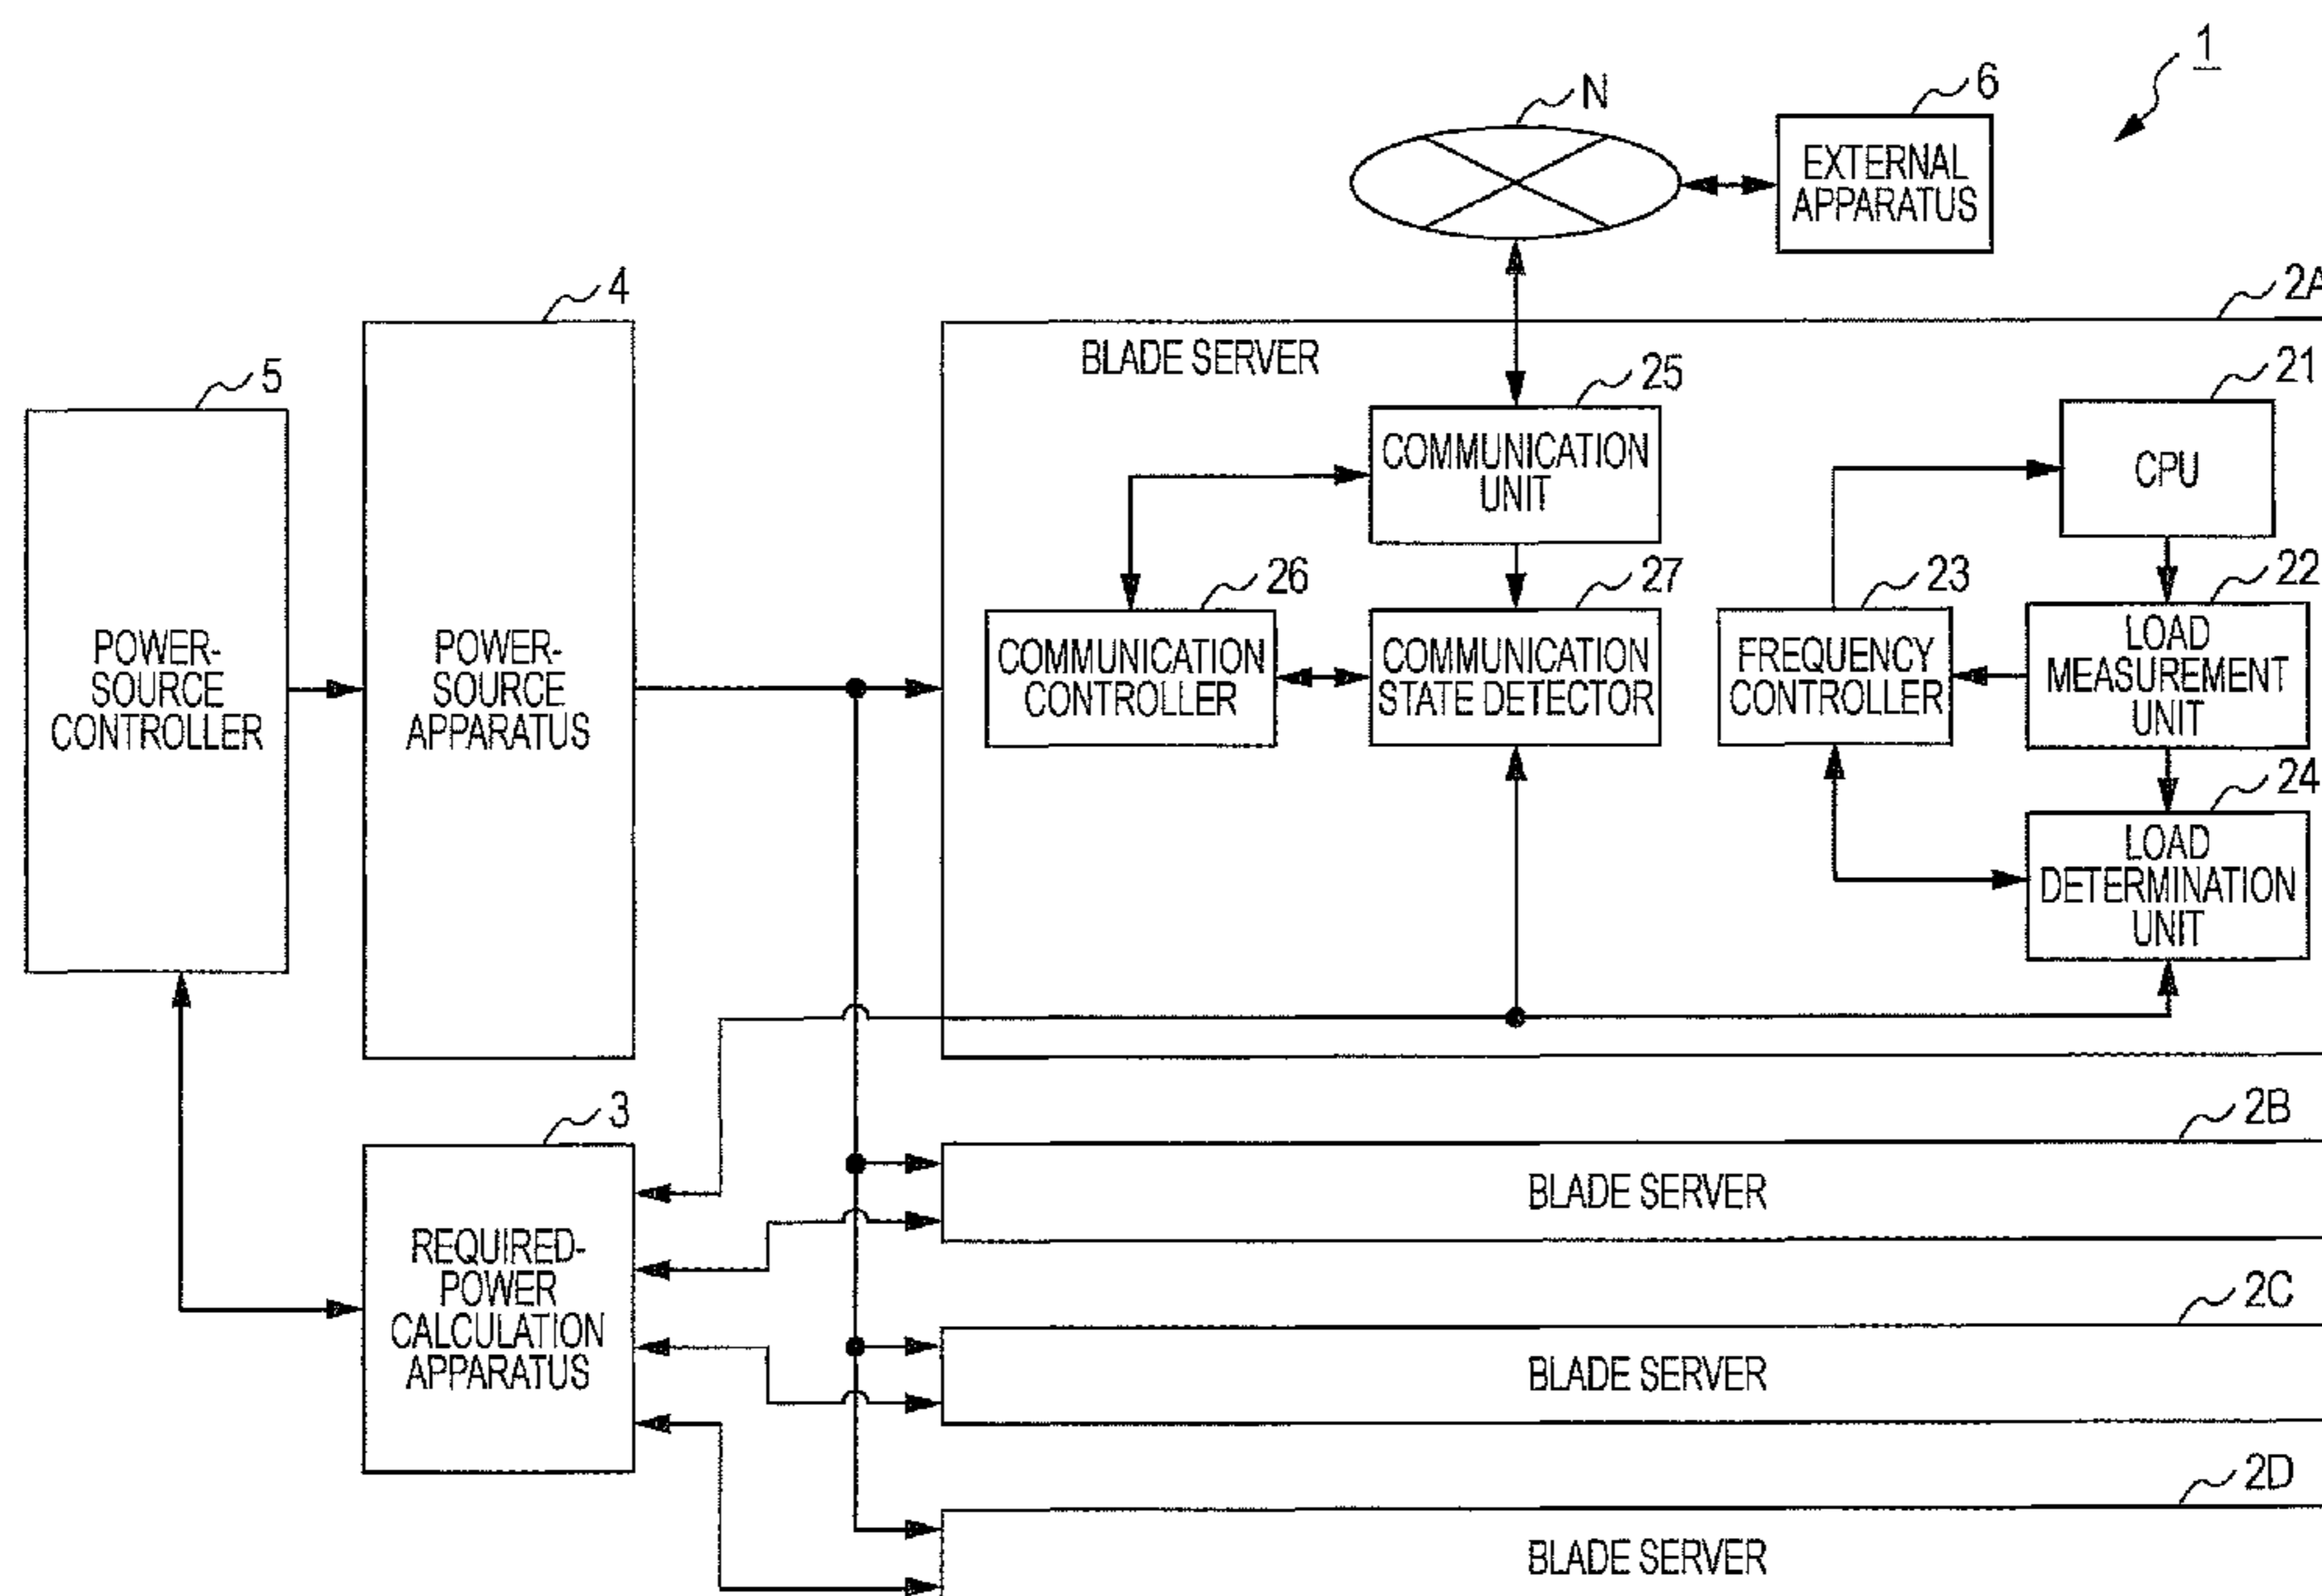 1
N
6
EXTERNAL
APPARATUS
4
2A
BLADE SERVER
5
25
21
COMMUNICATION
UNIT
CPU
26
27
23
22
POWER-
SOURCE
CONTROLLER
POWER-
SOURCE
APPARATUS
COMMUNICATION
CONTROLLER
COMMUNICATION
STATE DETECTOR
FREQUENCY
CONTROLLER
LOAD
MEASUREMENT
UNIT
24
LOAD
DETERMINATION
UNIT
3
2B
REQUIRED-
POWER
CALCULATION
APPARATUS
BLADE SERVER
2C
BLADE SERVER
2D
BLADE SERVER